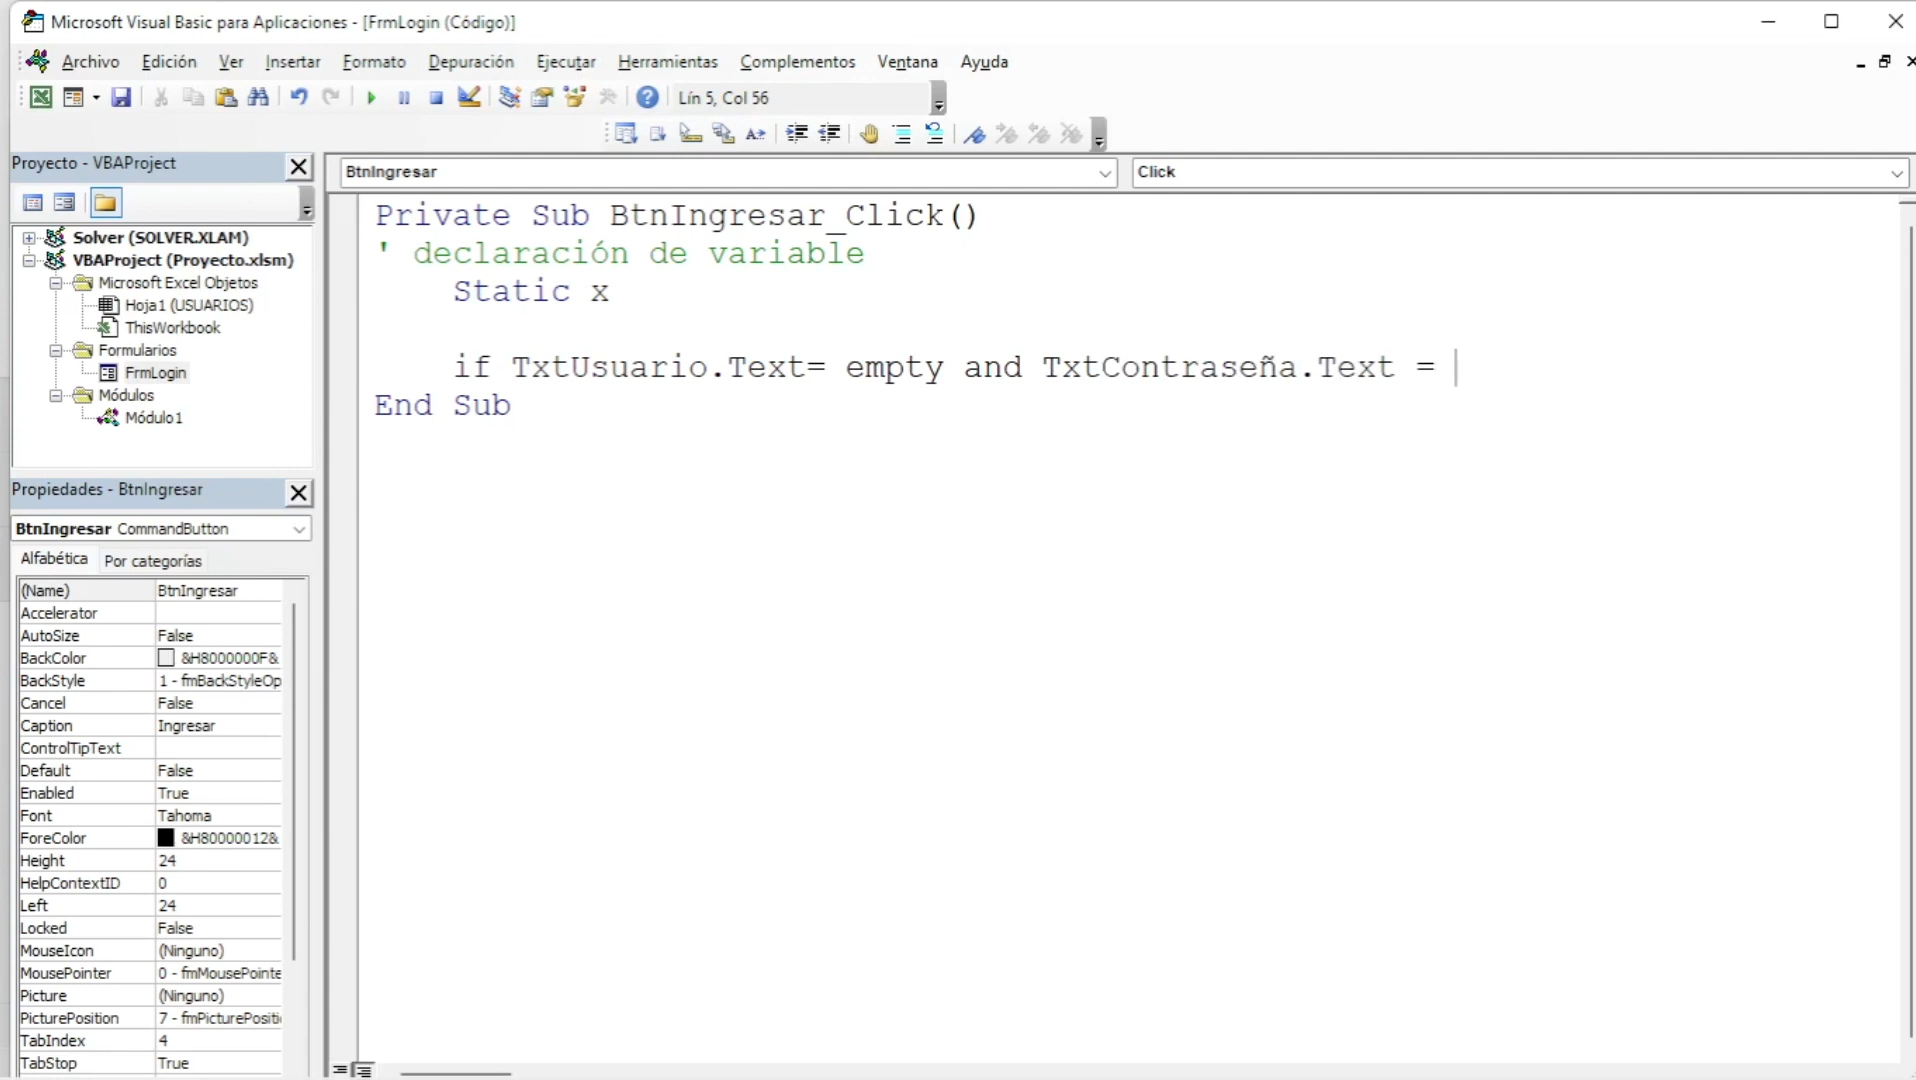 Microsoft Visual Basic para Aplicaciones - [FrmLogin (Código)]
Archivo Edición Ver Insertar Formato Depuración Ejecutar Herramientas Complementos Ventana Ayuda
Lín 5, Col 56
Proyecto - VBAProject
Solver (SOLVER.XLAM)
VBAProject (Proyecto.xlsm)
Microsoft Excel Objetos
Hoja1 (USUARIOS)
ThisWorkbook
Formularios
FrmLogin
Módulos
Módulo1
Propiedades - BtnIngresar
BtnIngresar CommandButton
Alfabética Por categorías
(Name) BtnIngresar
Accelerator
AutoSize False
BackColor &H8000000F&
BackStyle 1 - fmBackStyleOp
Cancel False
Caption Ingresar
ControlTipText
Default False
Enabled True
Font Tahoma
ForeColor &H80000012&
Height 24
HelpContextID 0
Left 24
Locked False
MouseIcon (Ninguno)
MousePointer 0 - fmMousePointe
Picture (Ninguno)
PicturePosition 7 - fmPicturePositi
TabIndex 4
TabStop True
BtnIngresar Click
Private Sub BtnIngresar_Click()
' declaración de variable
Static x
if TxtUsuario.Text= empty and TxtContraseña.Text =
End Sub